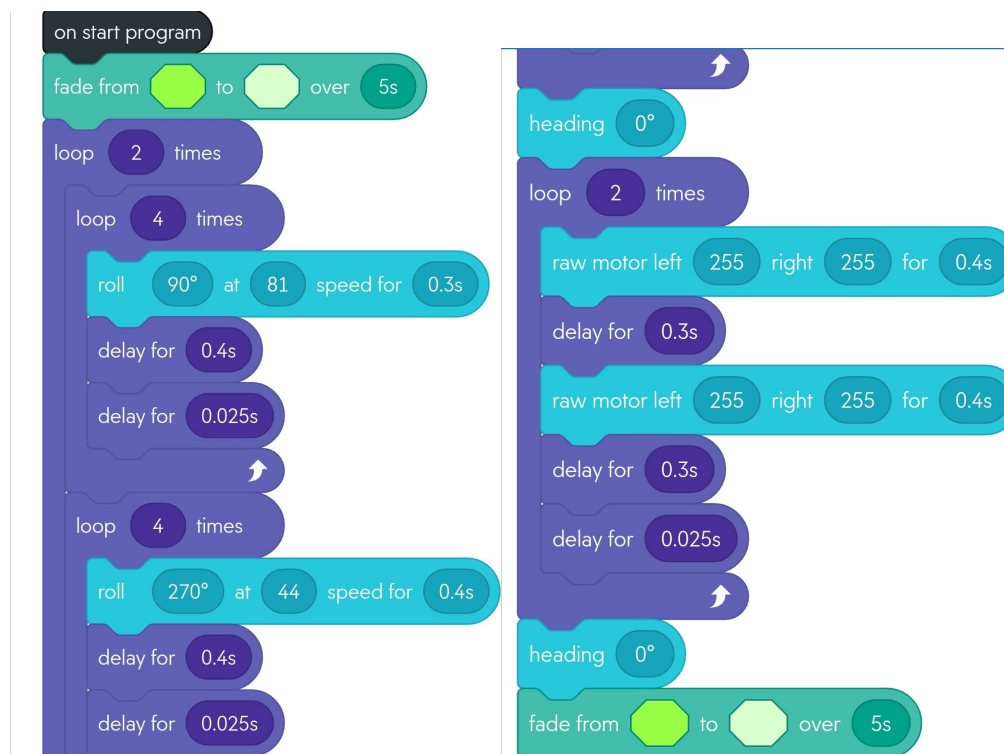 on start program
fade from to over 5s
loop 2 times
loop 4 times
roll 90° at 81 speed for 0.3s
delay for 0.4s
delay for 0.025s
loop 4 times
roll 270° at 44 speed for 0.4s
delay for 0.4s
delay for 0.025s
heading 0°
loop 2 times
raw motor left 255 right 255 for 0.4s
delay for 0.3s
raw motor left 255 right 255 for 0.4s
delay for 0.3s
delay for 0.025s
heading 0°
fade from to over 5s